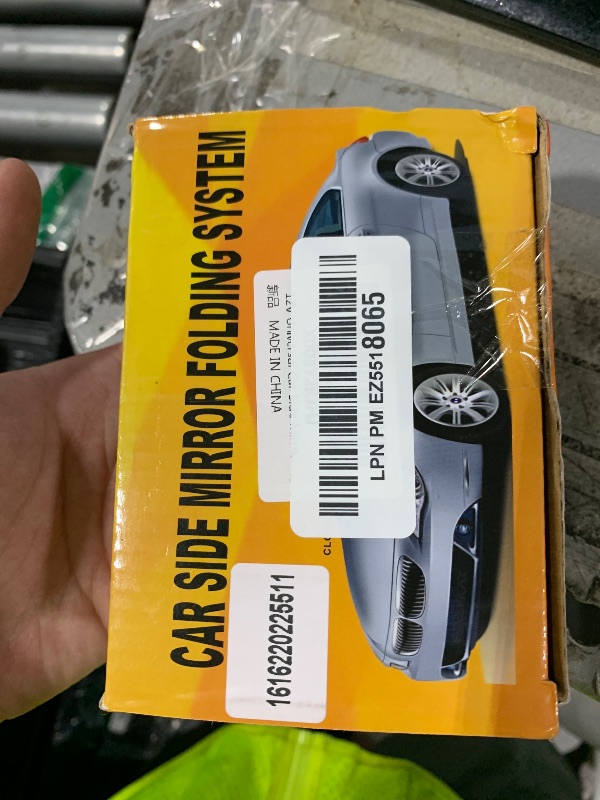 CAR SIDE MIRROR FOLDING SYSTEM
新品 MADE IN CHINA
LPN PM EZ5518065
1616220225511